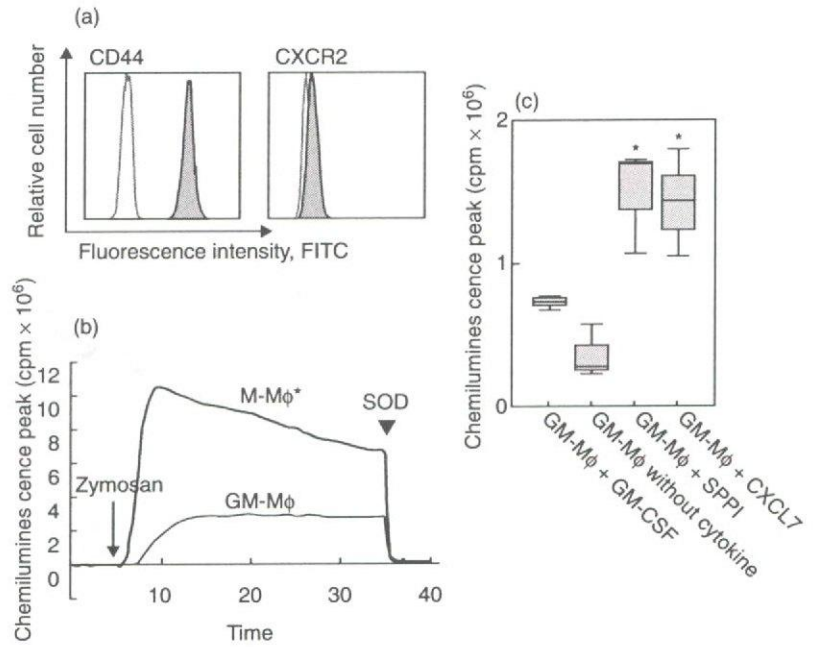 (a)
CD44
CXCR2
Relative cell number
Fluorescence intensity, FITC
(b)
Chemilumines cence peak (cpm × 10⁶)
12
10
8
6
4
2
0
Zymosan
M-Mϕ*
GM-Mϕ
SOD
10
20
30
40
Time
(c)
Chemilumines cence peak (cpm × 10⁶)
2
1
0
*
*
GM-Mϕ + GM-CSF
GM-Mϕ without cytokine
GM-Mϕ + SPPI
GM-Mϕ + CXCL7